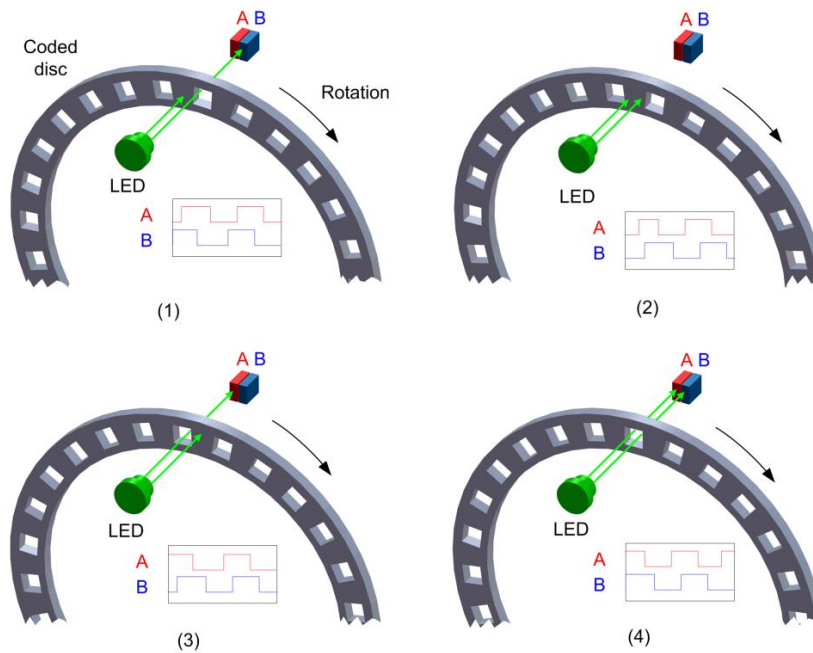 A B
Coded
disc
Rotation
LED
A
B
(1)
A B
LED
A
B
(2)
A B
LED
A
B
(3)
A B
LED
A
B
(4)